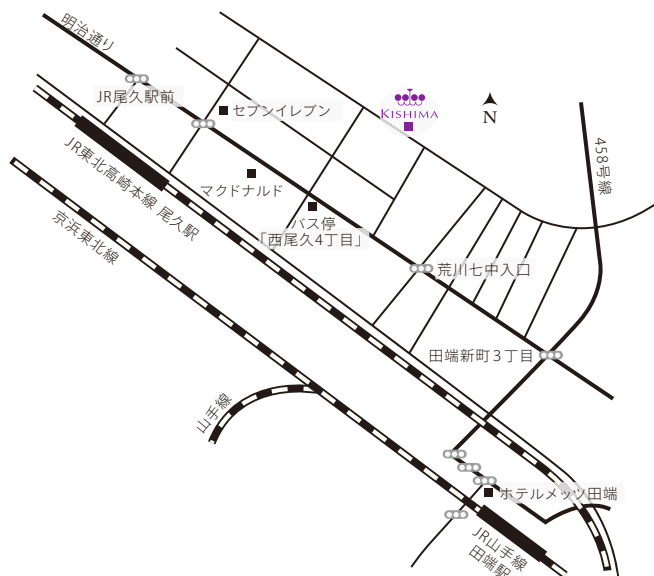 明治通り
JR尾久駅前
セブンイレブン
KISHIMA
N
458号線
JR東北高崎本線 尾久駅
マクドナルド
バス停
「西尾久4丁目」
京浜東北線
荒川七中入口
田端新町3丁目
山手線
ホテルメッツ田端
JR山手線
田端駅